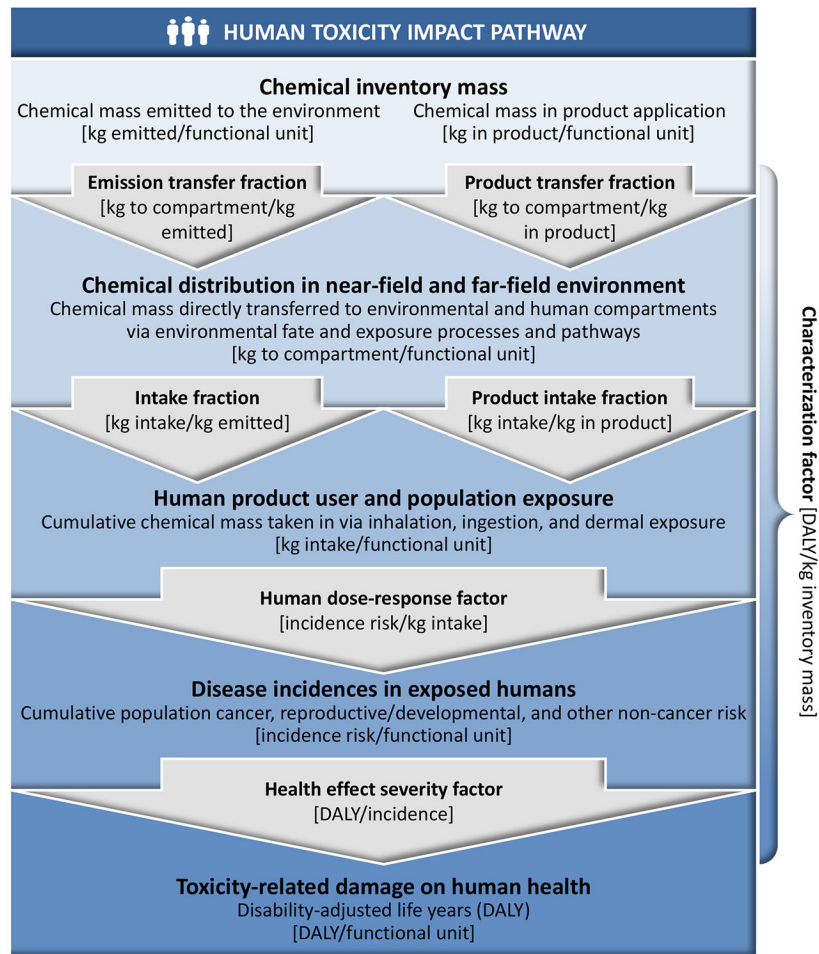 HUMAN TOXICITY IMPACT PATHWAY
Chemical inventory mass
Chemical mass emitted to the environment
[kg emitted/functional unit]
Chemical mass in product application
[kg in product/functional unit]
Emission transfer fraction
[kg to compartment/kg
emitted]
Product transfer fraction
[kg to compartment/kg
in product]
Chemical distribution in near-field and far-field environment
Chemical mass directly transferred to environmental and human compartments
via environmental fate and exposure processes and pathways
[kg to compartment/functional unit]
Intake fraction
[kg intake/kg emitted]
Product intake fraction
[kg intake/kg in product]
Human product user and population exposure
Cumulative chemical mass taken in via inhalation, ingestion, and dermal exposure
[kg intake/functional unit]
Human dose-response factor
[incidence risk/kg intake]
Disease incidences in exposed humans
Cumulative population cancer, reproductive/developmental, and other non-cancer risk
[incidence risk/functional unit]
Health effect severity factor
[DALY/incidence]
Toxicity-related damage on human health
Disability-adjusted life years (DALY)
[DALY/functional unit]
Characterization factor [DALY/kg inventory mass]